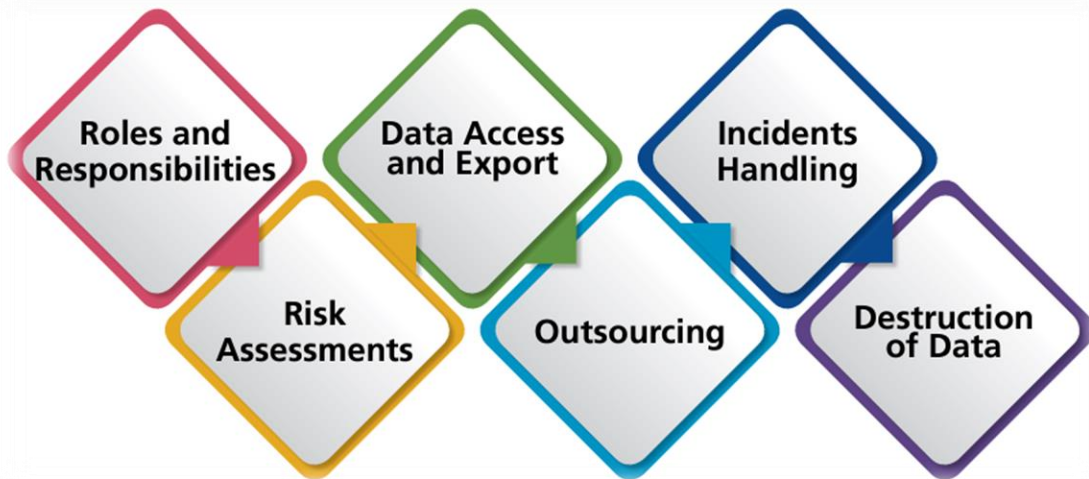 Roles and
Responsibilities
Risk
Assessments
Data Access
and Export
Outsourcing
Incidents
Handling
Destruction
of Data